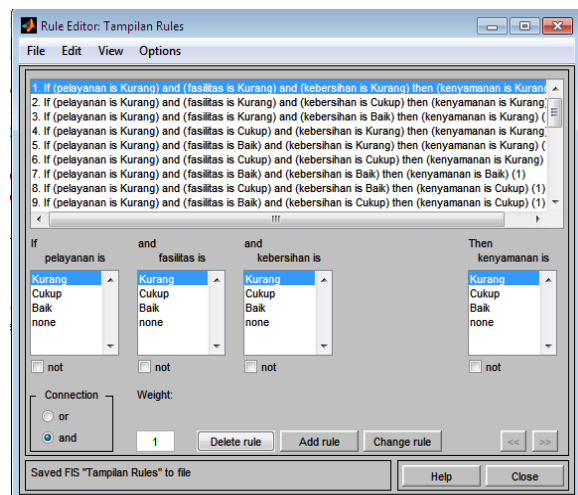 Rule Editor: Tampilan Rules
File Edit View Options
1. If (pelayanan is Kurang) and (fasilitas is Kurang) and (kebersihan is Kurang) then (kenyamanan is Kurang
2. If (pelayanan is Kurang) and (fasilitas is Kurang) and (kebersihan is Cukup) then (kenyamanan is Kurang)
3. If (pelayanan is Kurang) and (fasilitas is Kurang) and (kebersihan is Baik) then (kenyamanan is Kurang) (
4. If (pelayanan is Kurang) and (fasilitas is Cukup) and (kebersihan is Kurang) then (kenyamanan is Kurang)
5. If (pelayanan is Kurang) and (fasilitas is Baik) and (kebersihan is Kurang) then (kenyamanan is Kurang) (
6. If (pelayanan is Kurang) and (fasilitas is Cukup) and (kebersihan is Cukup) then (kenyamanan is Kurang)
7. If (pelayanan is Kurang) and (fasilitas is Baik) and (kebersihan is Baik) then (kenyamanan is Baik) (1)
8. If (pelayanan is Kurang) and (fasilitas is Cukup) and (kebersihan is Baik) then (kenyamanan is Cukup) (1)
9. If (pelayanan is Kurang) and (fasilitas is Baik) and (kebersihan is Cukup) then (kenyamanan is Cukup) (1)
If and and Then
pelayanan is fasilitas is kebersihan is kenyamanan is
Kurang Kurang Kurang Kurang
Cukup Cukup Cukup Cukup
Baik Baik Baik Baik
none none none none
not not not not
Connection Weight:
or
and 1 Delete rule Add rule Change rule << >>
Saved FIS "Tampilan Rules" to file Help Close